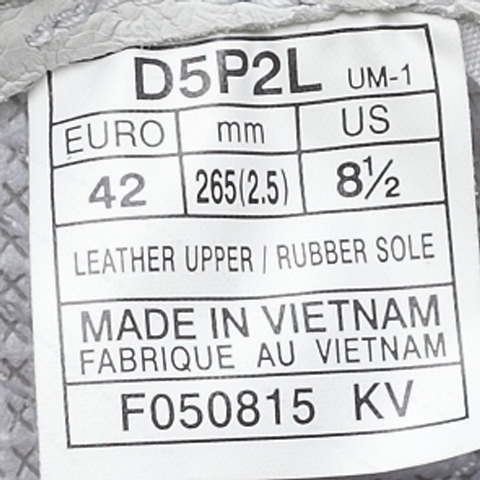 D5P2L UM-1
EURO mm US
42 265(2.5) 8½
LEATHER UPPER / RUBBER SOLE
MADE IN VIETNAM
FABRIQUE AU VIETNAM
F050815 KV